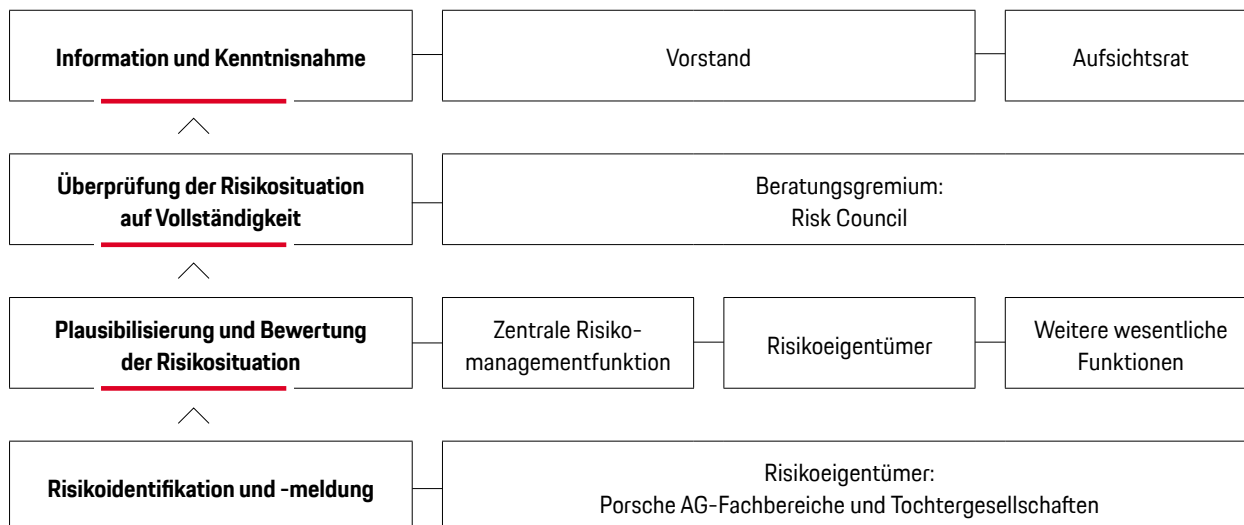 Information und Kenntnisnahme
Vorstand
Aufsichtsrat
Überprüfung der Risikosituation
auf Vollständigkeit
Beratungsgremium:
Risk Council
Plausibilisierung und Bewertung
der Risikosituation
Zentrale Risiko-
managementfunktion
Risikoeigentümer
Weitere wesentliche
Funktionen
Risikoidentifikation und -meldung
Risikoeigentümer:
Porsche AG-Fachbereiche und Tochtergesellschaften